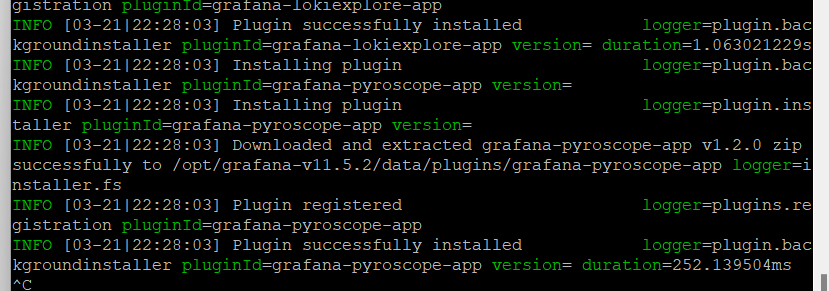 gistration pluginId=grafana-lokiexplore-app
INFO [03-21|22:28:03] Plugin successfully installed            logger=plugin.bac
kgroundinstaller pluginId=grafana-lokiexplore-app version= duration=1.063021229s
INFO [03-21|22:28:03] Installing plugin                        logger=plugin.bac
kgroundinstaller pluginId=grafana-pyroscope-app version=
INFO [03-21|22:28:03] Installing plugin                        logger=plugin.ins
taller pluginId=grafana-pyroscope-app version=
INFO [03-21|22:28:03] Downloaded and extracted grafana-pyroscope-app v1.2.0 zip
successfully to /opt/grafana-v11.5.2/data/plugins/grafana-pyroscope-app logger=i
nstaller.fs
INFO [03-21|22:28:03] Plugin registered                        logger=plugins.re
gistration pluginId=grafana-pyroscope-app
INFO [03-21|22:28:03] Plugin successfully installed            logger=plugin.bac
kgroundinstaller pluginId=grafana-pyroscope-app version= duration=252.139504ms
^C